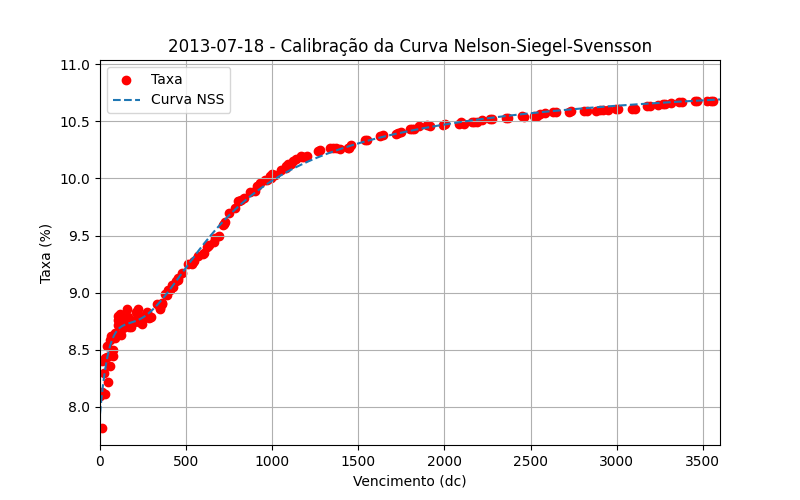 2013-07-18 - Calibração da Curva Nelson-Siegel-Svensson
Taxa (%)
11.0
10.5
10.0
9.5
9.0
8.5
8.0
Taxa
Curva NSS
0 500 1000 1500 2000 2500 3000 3500
Vencimento (dc)